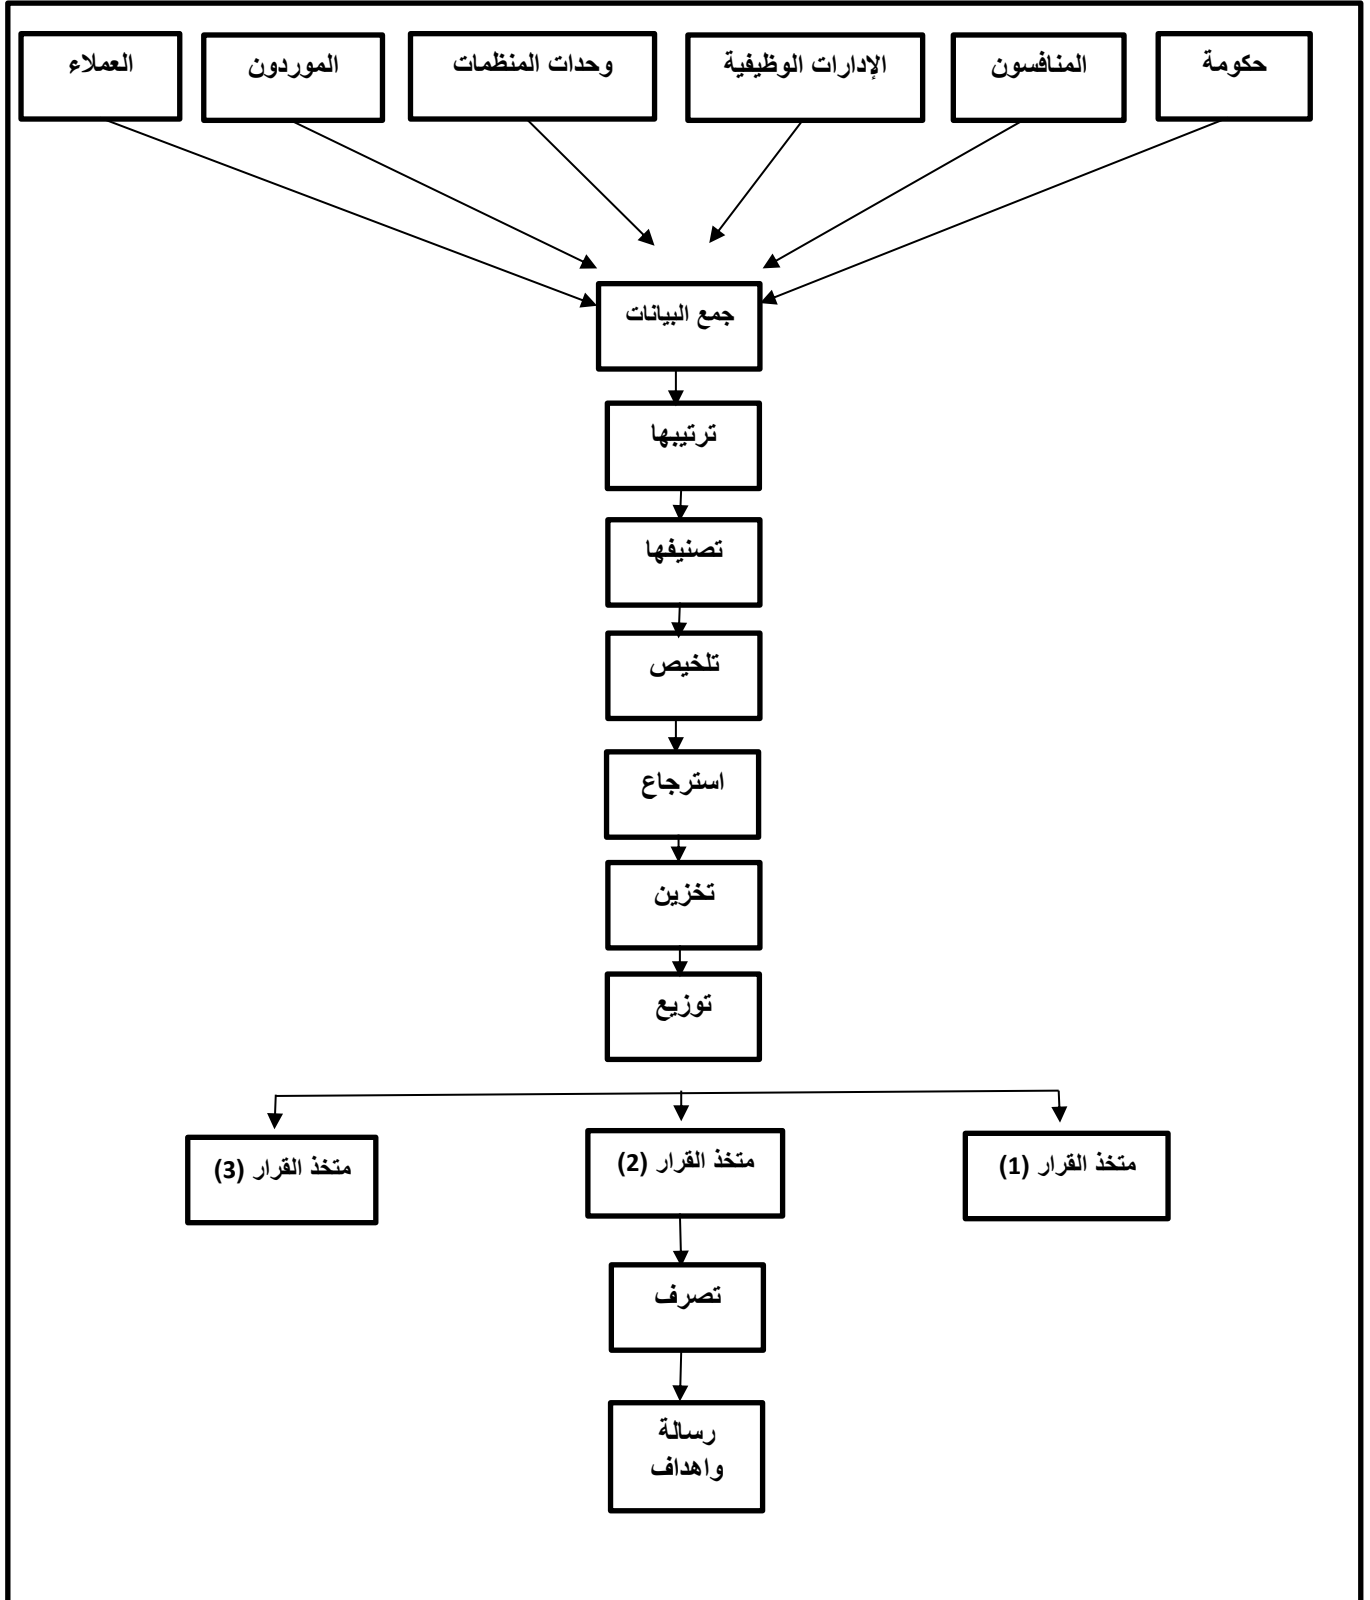 حكومة
المنافسون
الإدارات الوظيفية
وحدات المنظمات
الموردون
العملاء
جمع البيانات
ترتيبها
تصنيفها
تلخيص
استرجاع
تخزين
توزيع
متخذ القرار (1)
متخذ القرار (2)
متخذ القرار (3)
تصرف
رسالة
واهداف